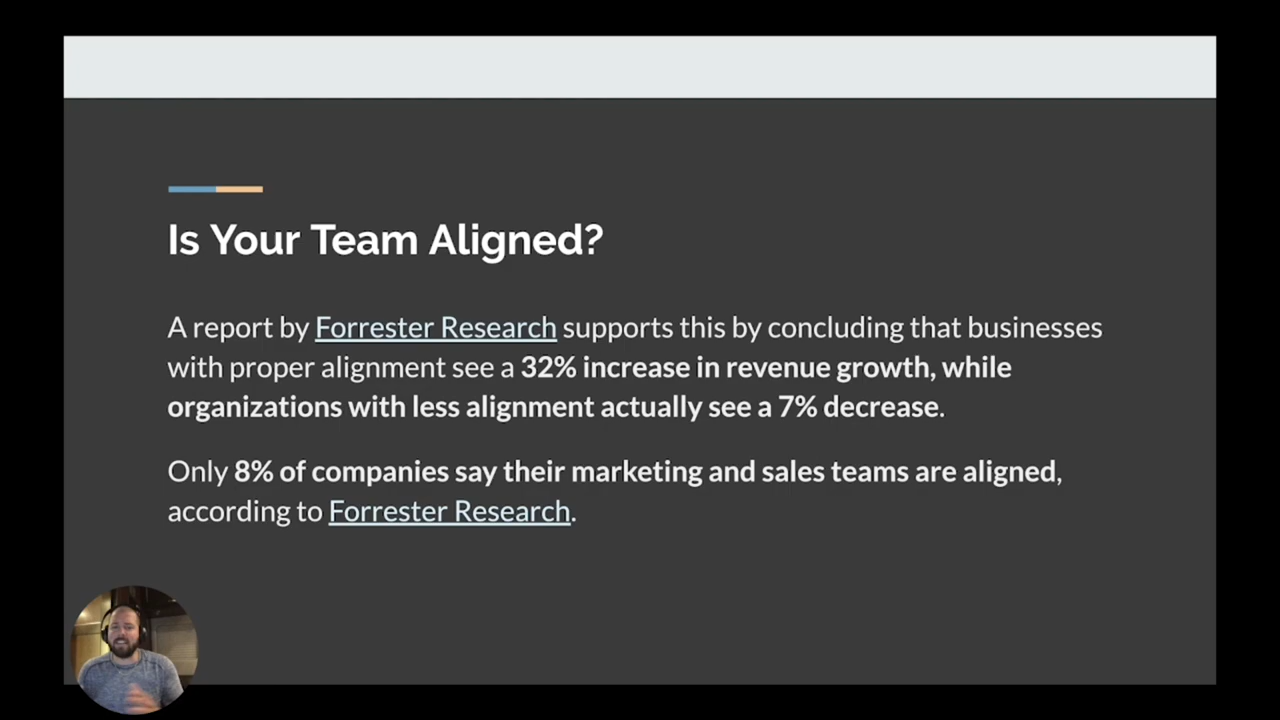 Is Your Team Aligned?
A report by Forrester Research supports this by concluding that businesses
with proper alignment see a 32% increase in revenue growth, while
organizations with less alignment actually see a 7% decrease.
Only 8% of companies say their marketing and sales teams are aligned,
according to Forrester Research.